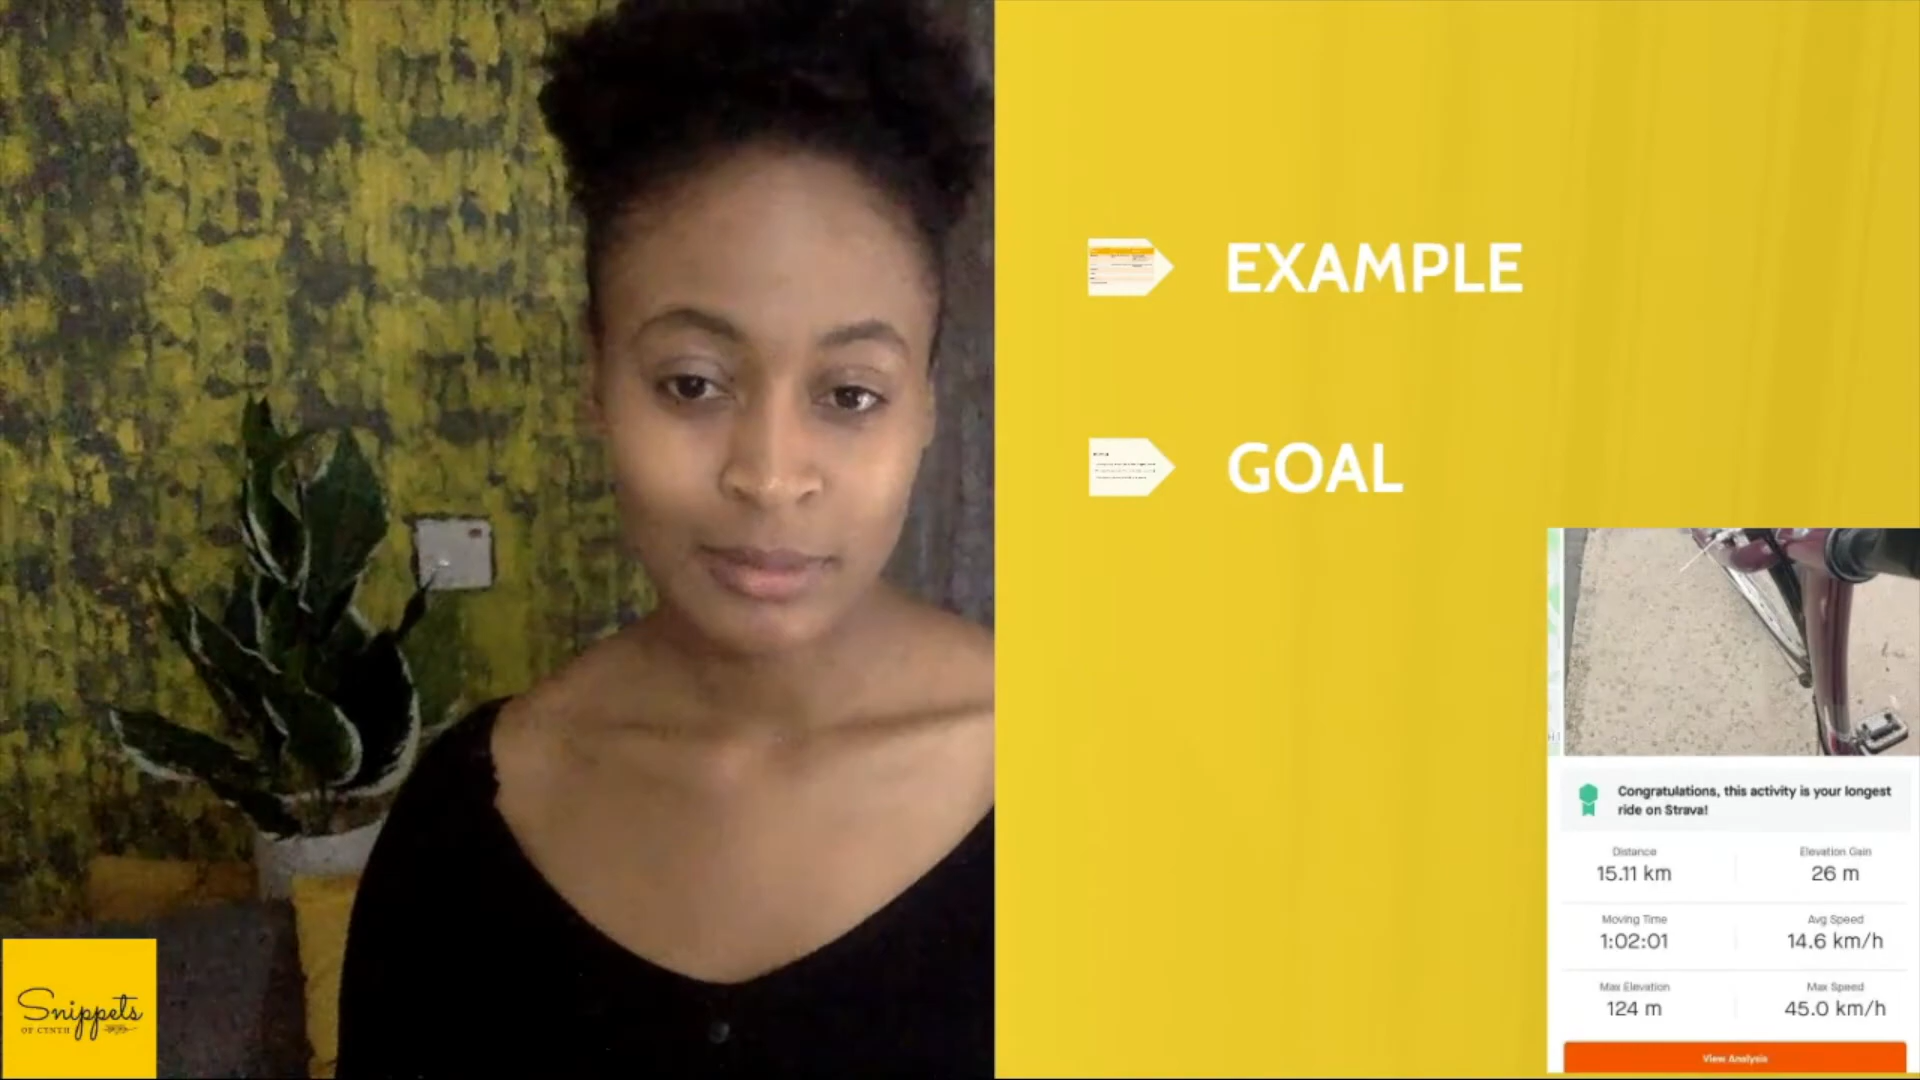 EXAMPLE
GOAL
Congratulations, this activity is your longest
ride on Strava!
Distance
15.11 km
Elevation Gain
26 m
Moving Time
1:02:01
Avg Speed
14.6 km/h
Max Elevation
124 m
Max Speed
45.0 km/h
View Analysis
Snippets
OF CYNTH